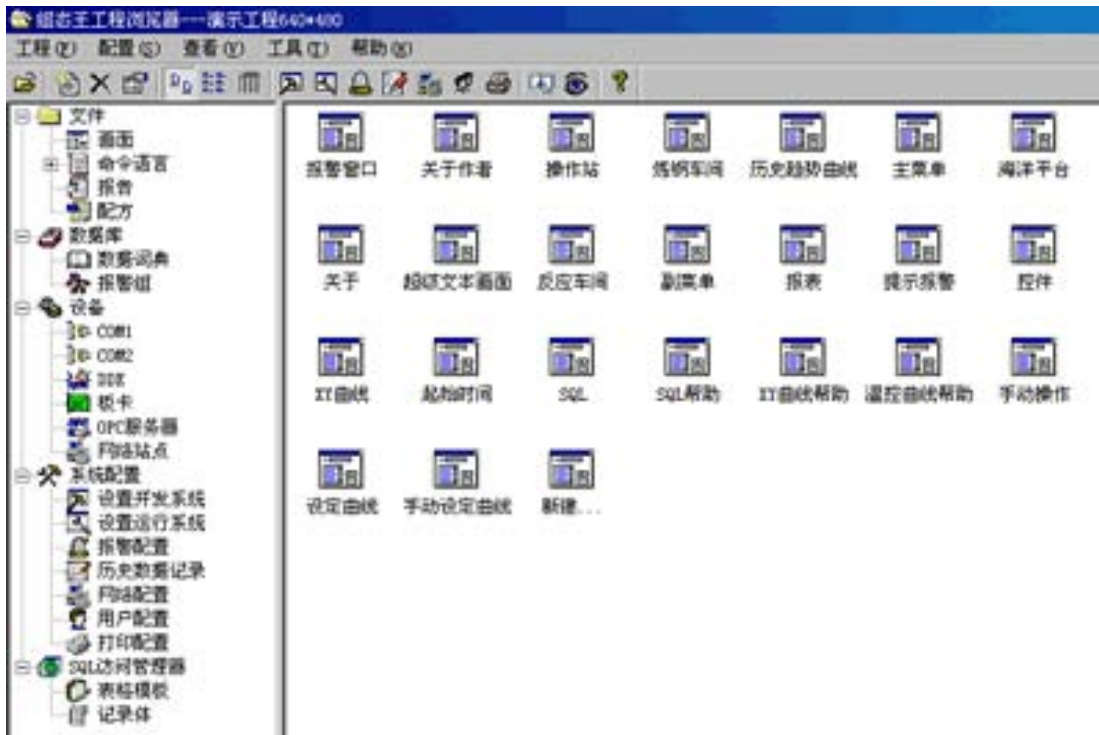 组态王工程浏览器---演示工程640*480
工程(F) 配置(S) 查看(V) 工具(T) 帮助(H)
文件
画面
命令语言
报告
配方
数据库
数据词典
报警组
设备
COM1
COM2
DDE
板卡
OPC服务器
网络站点
系统配置
设置开发系统
设置运行系统
报警配置
历史数据记录
网络配置
用户配置
打印配置
SQL访问管理器
表格模板
记录体
报警窗口 关于作者 操作站 炼钢车间 历史趋势曲线 主菜单 海洋平台
关于 超级文本画面 反应车间 副菜单 报表 提示报警 控件
XY曲线 起始时间 SQL SQL帮助 XY曲线帮助 温控曲线帮助 手动操作
设定曲线 手动设定曲线 新建...